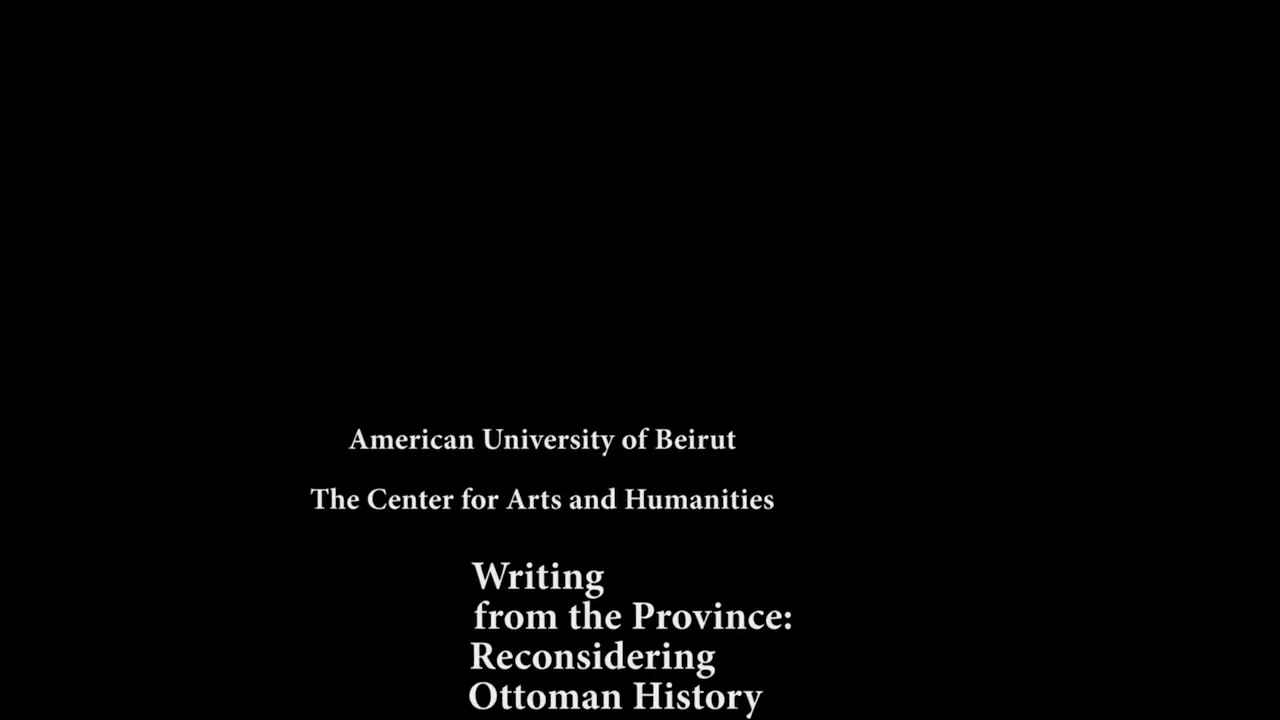 American University of Beirut
The Center for Arts and Humanities
Writing
from the Province:
Reconsidering
Ottoman History